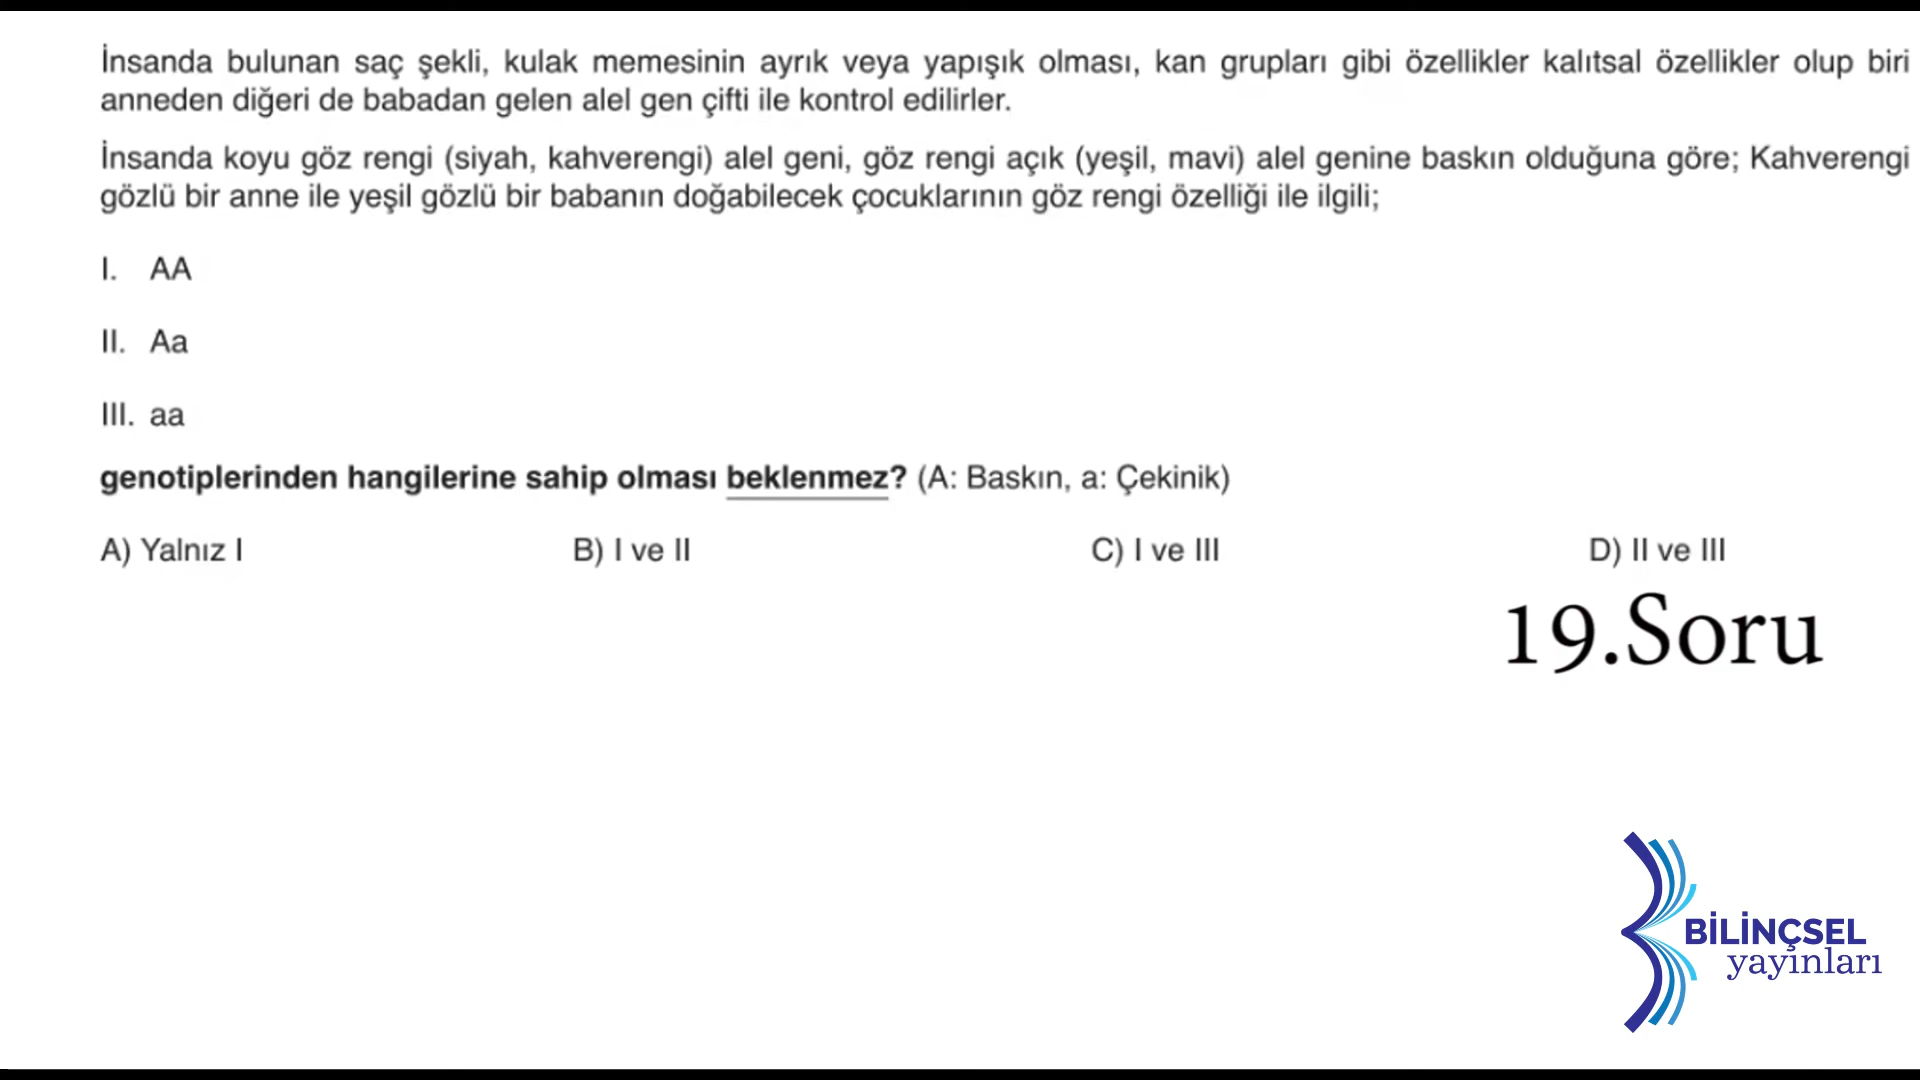 İnsanda bulunan saç şekli, kulak memesinin ayrık veya yapışık olması, kan grupları gibi özellikler kalıtsal özellikler olup biri
anneden diğeri de babadan gelen alel gen çifti ile kontrol edilirler.
İnsanda koyu göz rengi (siyah, kahverengi) alel geni, göz rengi açık (yeşil, mavi) alel genine baskın olduğuna göre; Kahverengi
gözlü bir anne ile yeşil gözlü bir babanın doğabilecek çocuklarının göz rengi özelliği ile ilgili;
I. AA
II. Aa
III. aa
genotiplerinden hangilerine sahip olması beklenmez? (A: Baskın, a: Çekinik)
A) Yalnız I B) I ve II C) I ve III D) II ve III
19.Soru
BİLİNÇSEL
yayınları